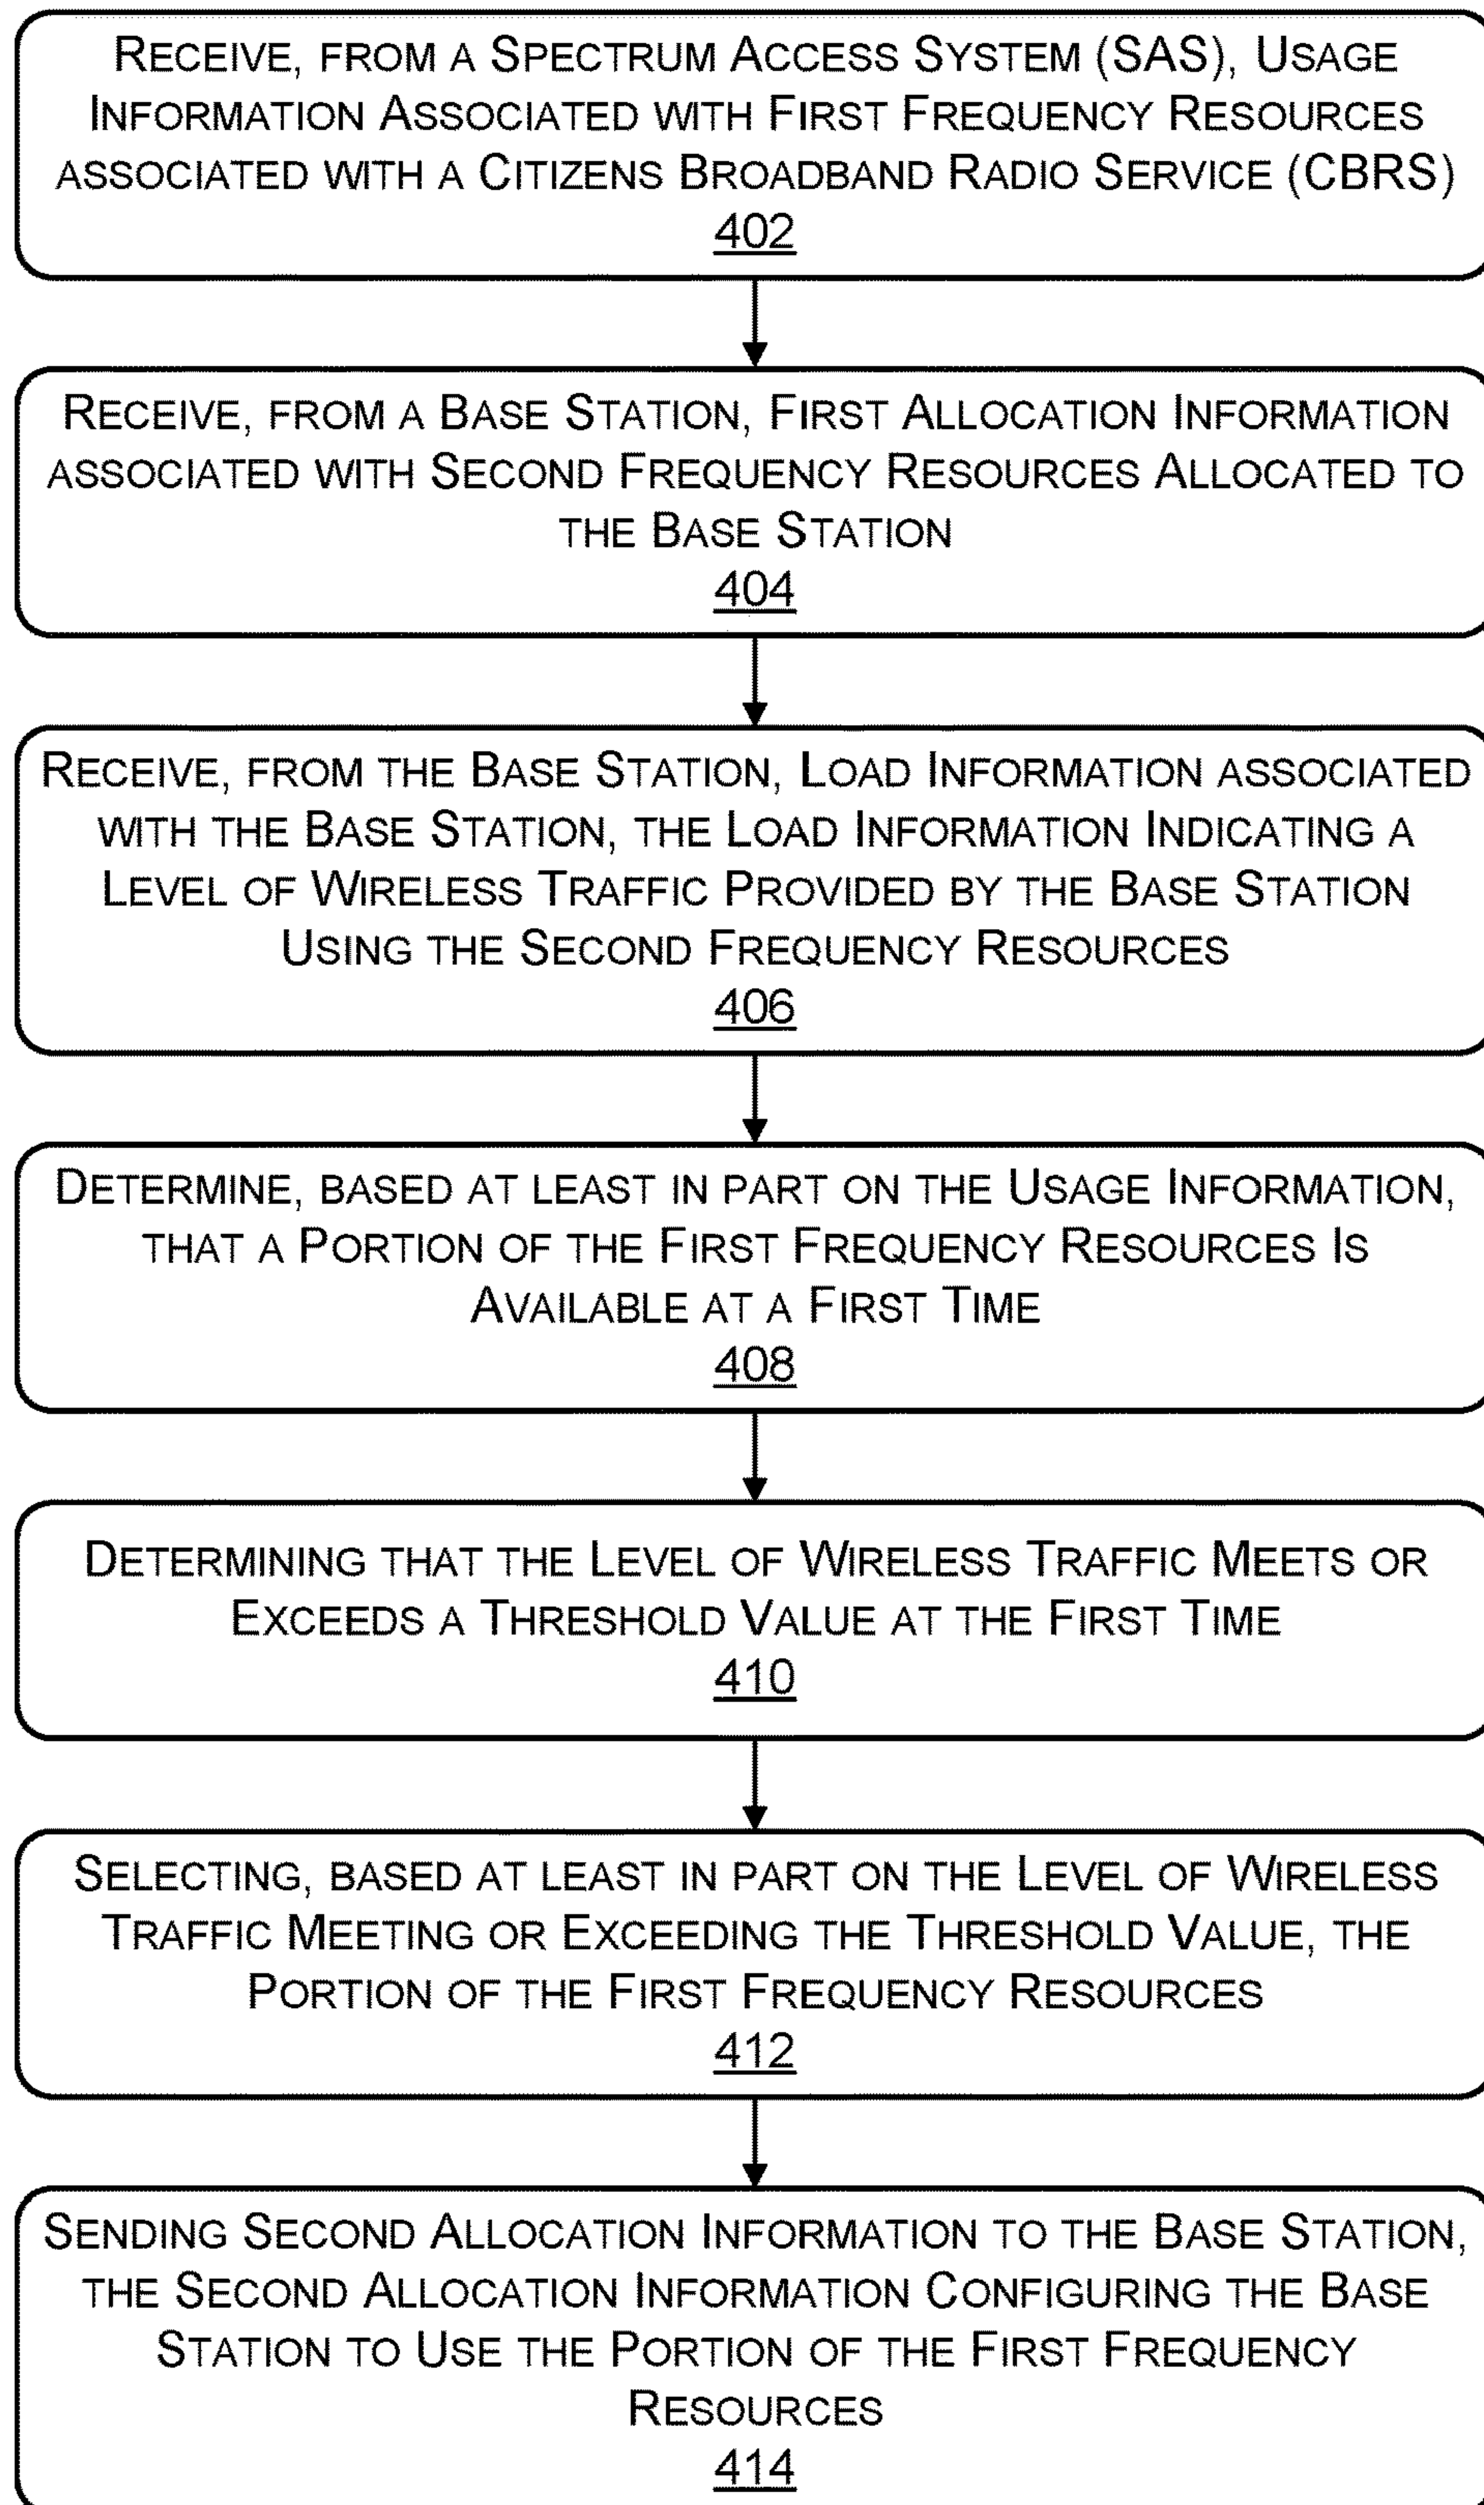 RECEIVE, FROM A SPECTRUM ACCESS SYSTEM (SAS), USAGE
INFORMATION ASSOCIATED WITH FIRST FREQUENCY RESOURCES
ASSOCIATED WITH A CITIZENS BROADBAND RADIO SERVICE (CBRS)
402
RECEIVE, FROM A BASE STATION, FIRST ALLOCATION INFORMATION
ASSOCIATED WITH SECOND FREQUENCY RESOURCES ALLOCATED TO
THE BASE STATION
404
RECEIVE, FROM THE BASE STATION, LOAD INFORMATION ASSOCIATED
WITH THE BASE STATION, THE LOAD INFORMATION INDICATING A
LEVEL OF WIRELESS TRAFFIC PROVIDED BY THE BASE STATION
USING THE SECOND FREQUENCY RESOURCES
406
DETERMINE, BASED AT LEAST IN PART ON THE USAGE INFORMATION,
THAT A PORTION OF THE FIRST FREQUENCY RESOURCES IS
AVAILABLE AT A FIRST TIME
408
DETERMINING THAT THE LEVEL OF WIRELESS TRAFFIC MEETS OR
EXCEEDS A THRESHOLD VALUE AT THE FIRST TIME
410
SELECTING, BASED AT LEAST IN PART ON THE LEVEL OF WIRELESS
TRAFFIC MEETING OR EXCEEDING THE THRESHOLD VALUE, THE
PORTION OF THE FIRST FREQUENCY RESOURCES
412
SENDING SECOND ALLOCATION INFORMATION TO THE BASE STATION,
THE SECOND ALLOCATION INFORMATION CONFIGURING THE BASE
STATION TO USE THE PORTION OF THE FIRST FREQUENCY
RESOURCES
414